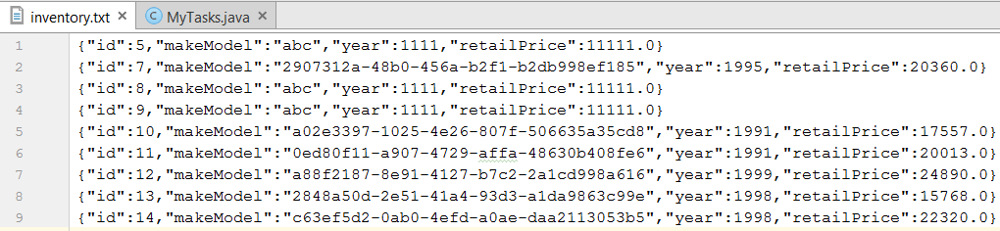 inventory.txt MyTasks.java
1 {"id":5,"makeModel":"abc","year":1111,"retailPrice":11111.0}
2 {"id":7,"makeModel":"2907312a-48b0-456a-b2f1-b2db998ef185","year":1995,"retailPrice":20360.0}
3 {"id":8,"makeModel":"abc","year":1111,"retailPrice":11111.0}
4 {"id":9,"makeModel":"abc","year":1111,"retailPrice":11111.0}
5 {"id":10,"makeModel":"a02e3397-1025-4e26-807f-506635a35cd8","year":1991,"retailPrice":17557.0}
6 {"id":11,"makeModel":"0ed80f11-a907-4729-affa-48630b408fe6","year":1991,"retailPrice":20013.0}
7 {"id":12,"makeModel":"a88f2187-8e91-4127-b7c2-2a1cd998a616","year":1999,"retailPrice":24890.0}
8 {"id":13,"makeModel":"2848a50d-2e51-41a4-93d3-a1da9863c99e","year":1998,"retailPrice":15768.0}
9 {"id":14,"makeModel":"c63ef5d2-0ab0-4efd-a0ae-daa2113053b5","year":1998,"retailPrice":22320.0}